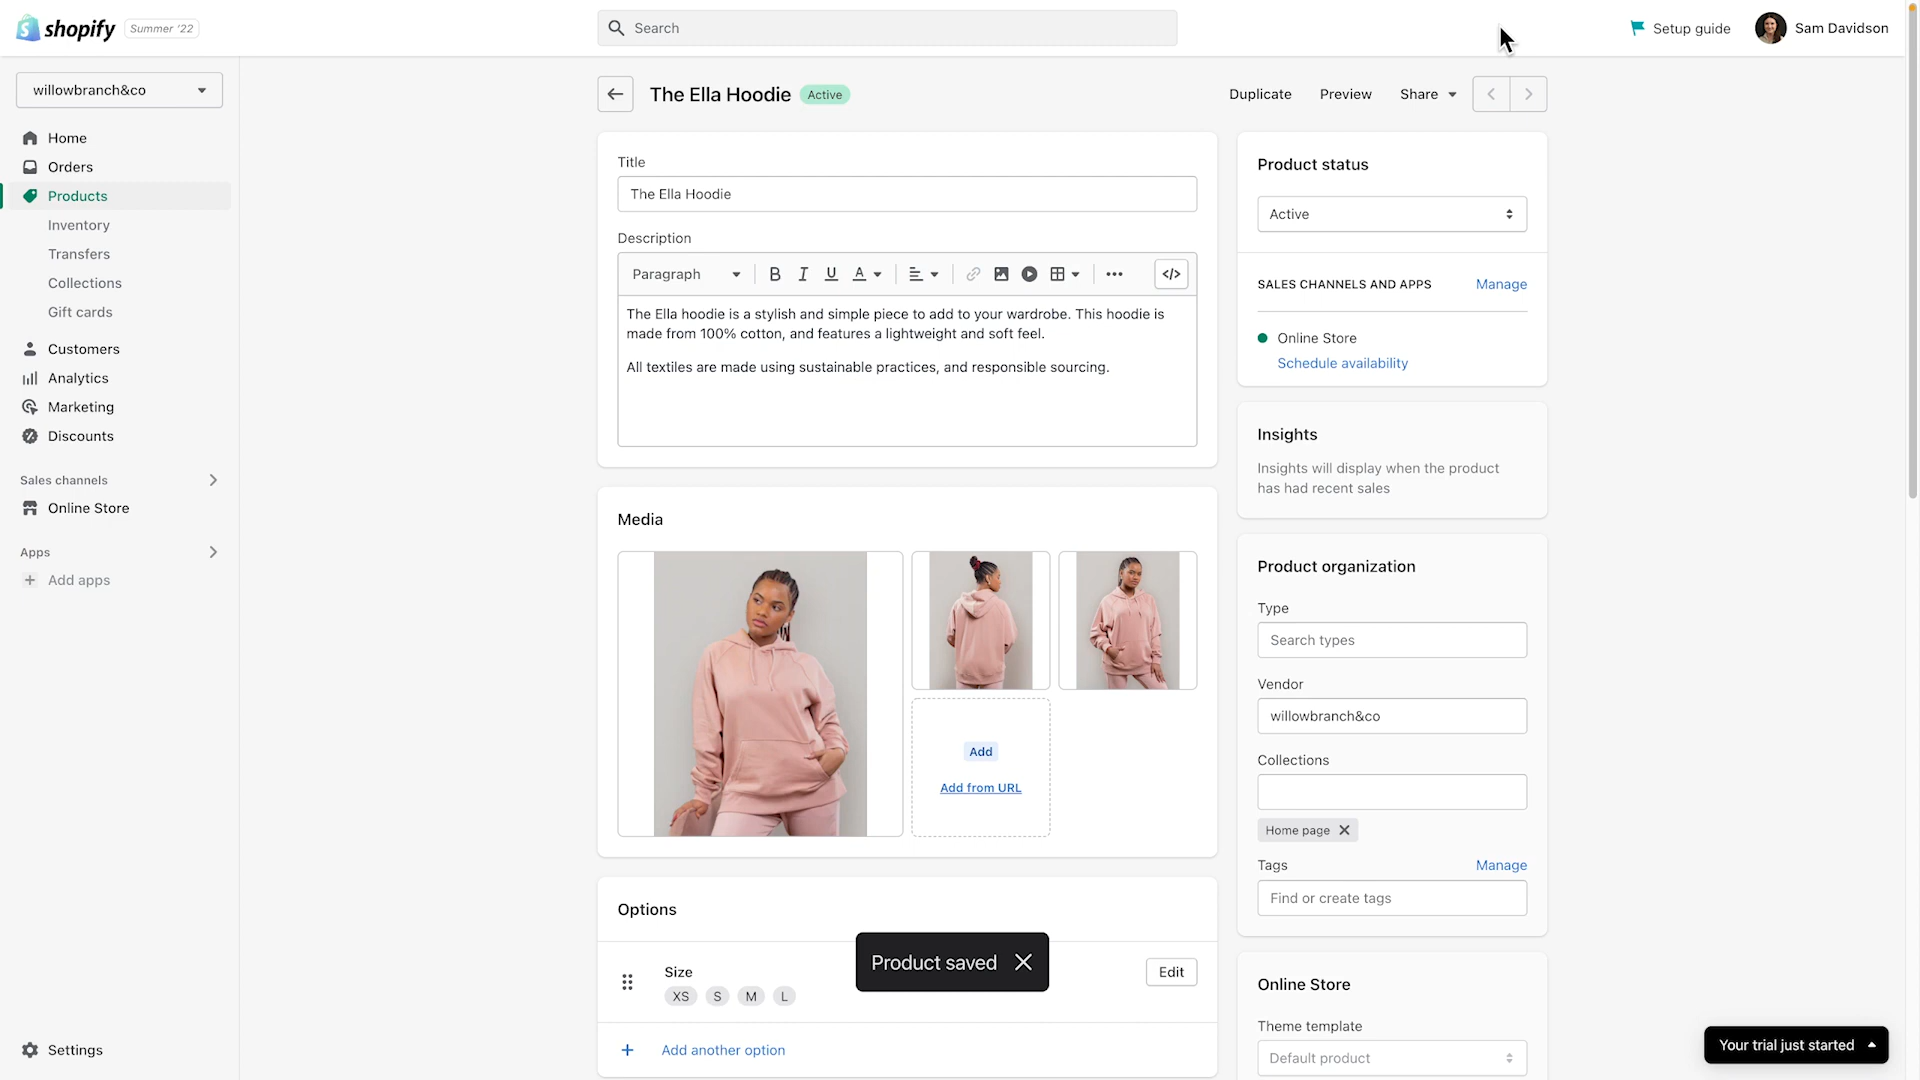 shopify Summer '22
Search
Setup guide
Sam Davidson
willowbranch&co
Home
Orders
Products
Inventory
Transfers
Collections
Gift cards
Customers
Analytics
Marketing
Discounts
Sales channels
Online Store
Apps
Add apps
Settings
The Ella Hoodie Active
Duplicate Preview Share
Title
The Ella Hoodie
Description
Paragraph B I U A </>
The Ella hoodie is a stylish and simple piece to add to your wardrobe. This hoodie is
made from 100% cotton, and features a lightweight and soft feel.
All textiles are made using sustainable practices, and responsible sourcing.
Media
Add
Add from URL
Options
Size
XS S M L
Edit
Add another option
Product saved
Product status
Active
SALES CHANNELS AND APPS Manage
Online Store
Schedule availability
Insights
Insights will display when the product
has had recent sales
Product organization
Type
Search types
Vendor
willowbranch&co
Collections
Home page
Tags Manage
Find or create tags
Online Store
Theme template
Default product
Your trial just started